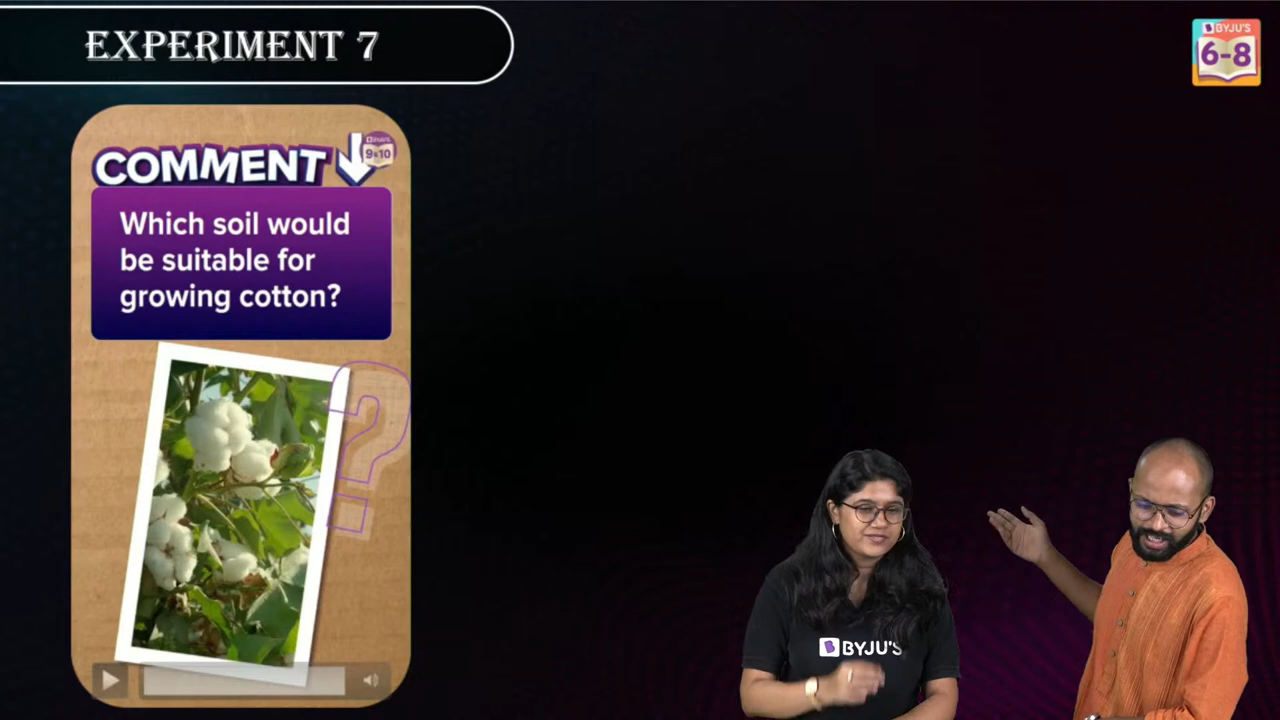 EXPERIMENT 7
BYJU'S
6-8
COMMENT
BYJU'S
9&10
Which soil would
be suitable for
growing cotton?
?
BYJU'S